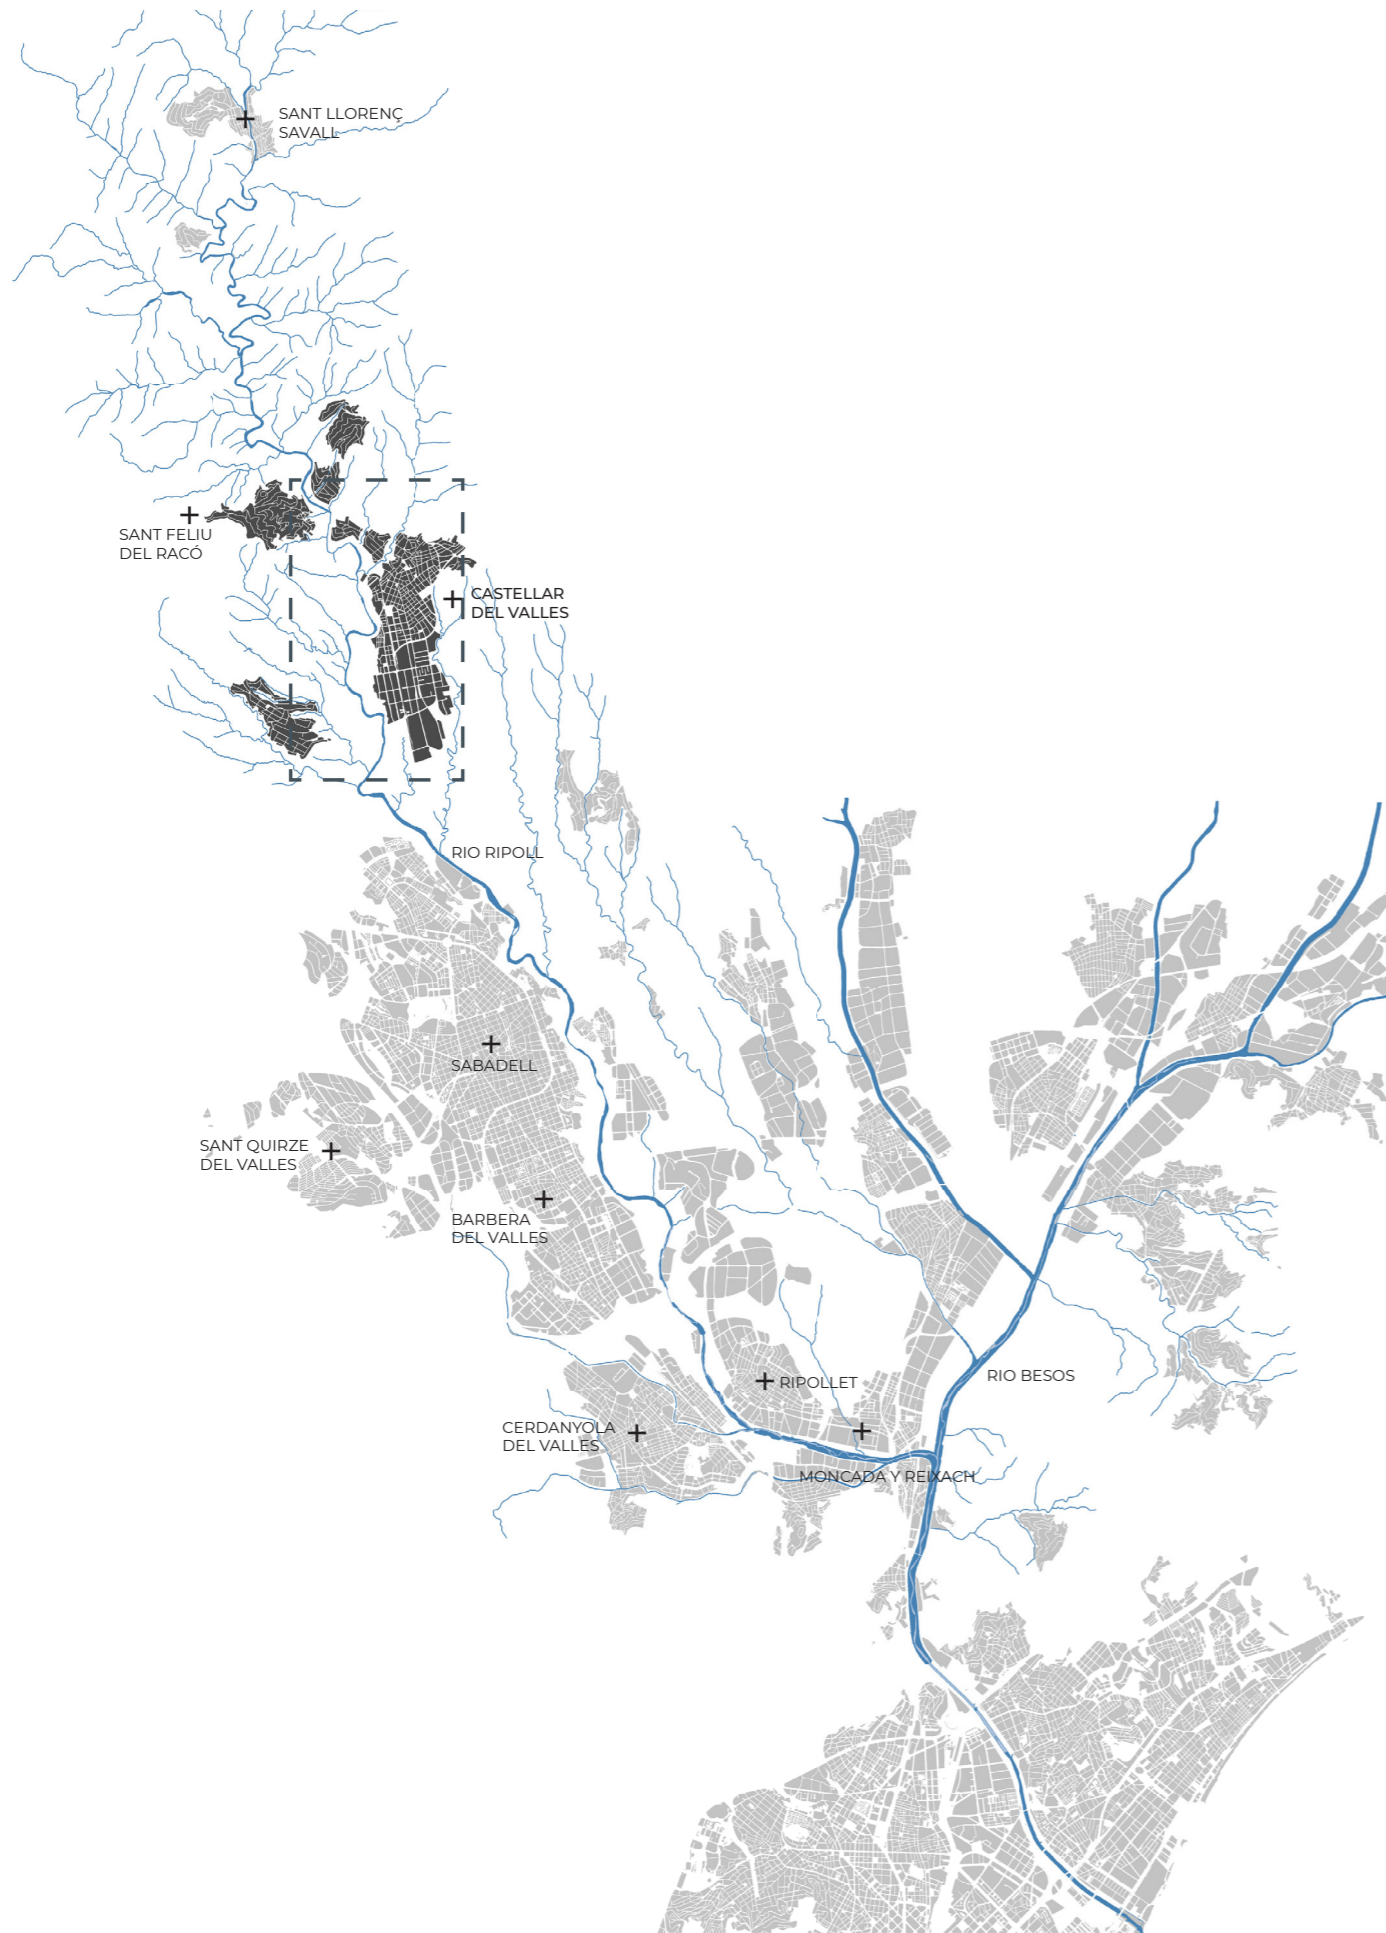 SANT LLORENÇ
SAVALL
SANT FELIU
DEL RACÓ
CASTELLAR
DEL VALLES
RIO RIPOLL
SABADELL
SANT QUIRZE
DEL VALLES
BARBERA
DEL VALLES
RIO BESOS
RIPOLLET
CERDANYOLA
DEL VALLES
MONCADA Y REIXACH